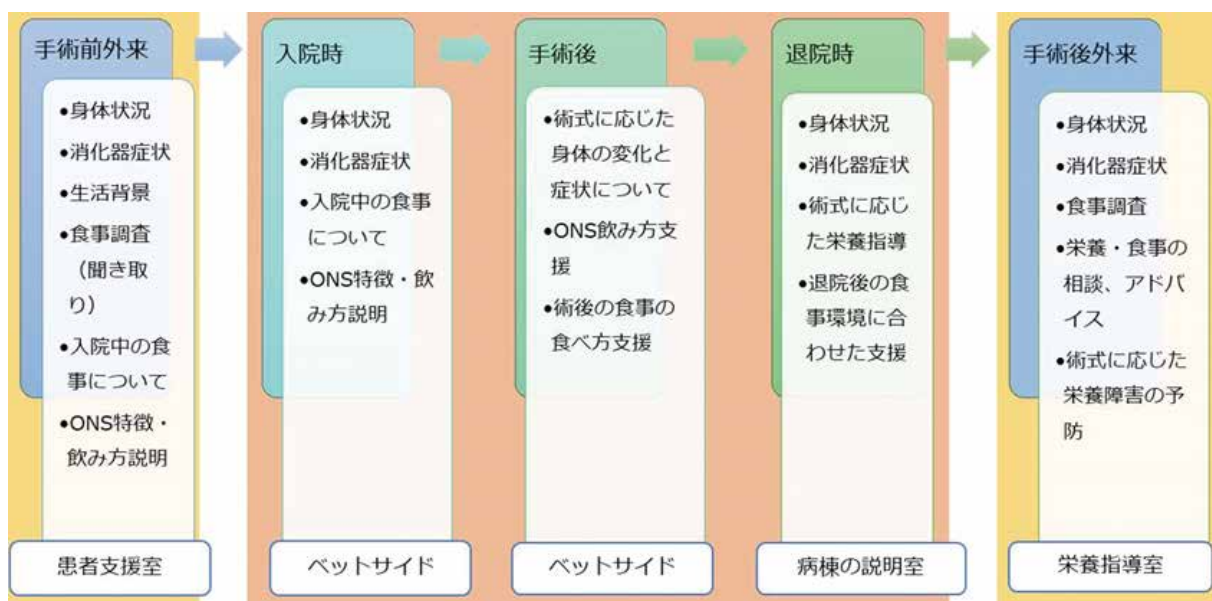 手術前外来
•身体状況
•消化器症状
•生活背景
•食事調査
（聞き取
り）
•入院中の食
事について
•ONS特徴・
飲み方説明
患者支援室
入院時
•身体状況
•消化器症状
•入院中の食事
について
•ONS特徴・飲
み方説明
ベットサイド
手術後
•術式に応じた
身体の変化と
症状について
•ONS飲み方支
援
•術後の食事の
食べ方支援
ベットサイド
退院時
•身体状況
•消化器症状
•術式に応じ
た栄養指導
•退院後の食
事環境に合
わせた支援
病棟の説明室
手術後外来
•身体状況
•消化器症状
•食事調査
•栄養・食事の
相談、アドバ
イス
•術式に応じた
栄養障害の予
防
栄養指導室